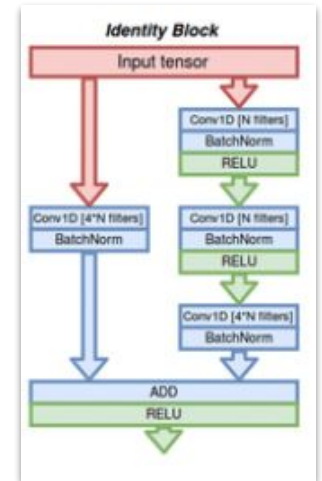 Identity Block
Input tensor
Conv1D [N filters]
BatchNorm
RELU
Conv1D [4*N filters]
BatchNorm
Conv1D [N filters]
BatchNorm
RELU
Conv1D [4*N filters]
BatchNorm
ADD
RELU